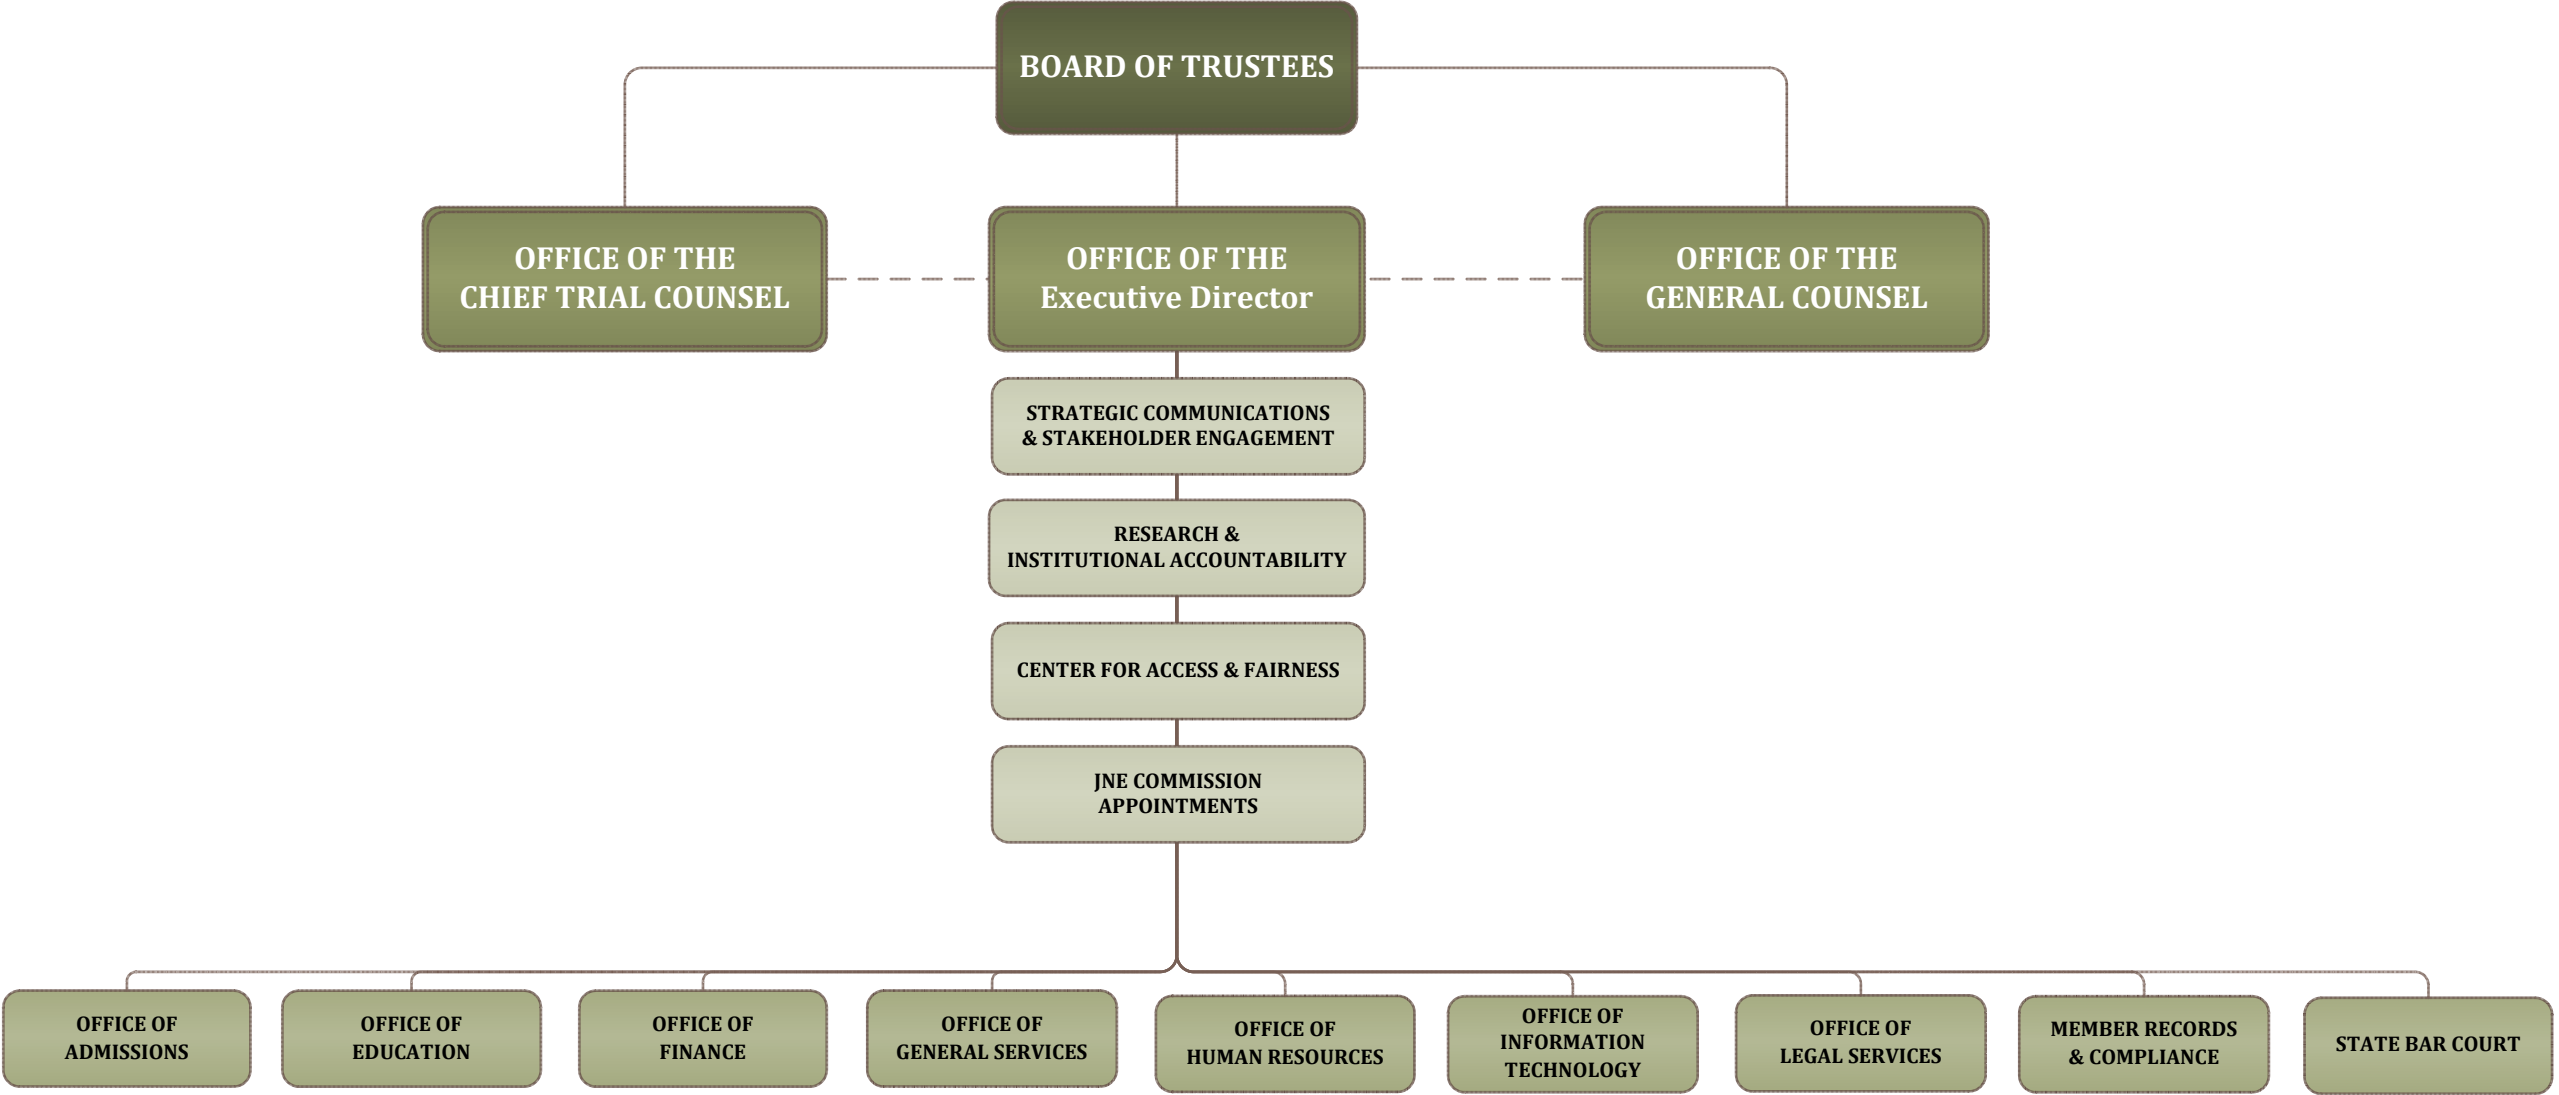 BOARD OF TRUSTEES
OFFICE OF THE
CHIEF TRIAL COUNSEL
OFFICE OF THE
Executive Director
OFFICE OF THE
GENERAL COUNSEL
STRATEGIC COMMUNICATIONS
& STAKEHOLDER ENGAGEMENT
RESEARCH &
INSTITUTIONAL ACCOUNTABILITY
CENTER FOR ACCESS & FAIRNESS
JNE COMMISSION
APPOINTMENTS
OFFICE OF
ADMISSIONS
OFFICE OF
EDUCATION
OFFICE OF
FINANCE
OFFICE OF
GENERAL SERVICES
OFFICE OF
HUMAN RESOURCES
OFFICE OF
INFORMATION
TECHNOLOGY
OFFICE OF
LEGAL SERVICES
MEMBER RECORDS
& COMPLIANCE
STATE BAR COURT